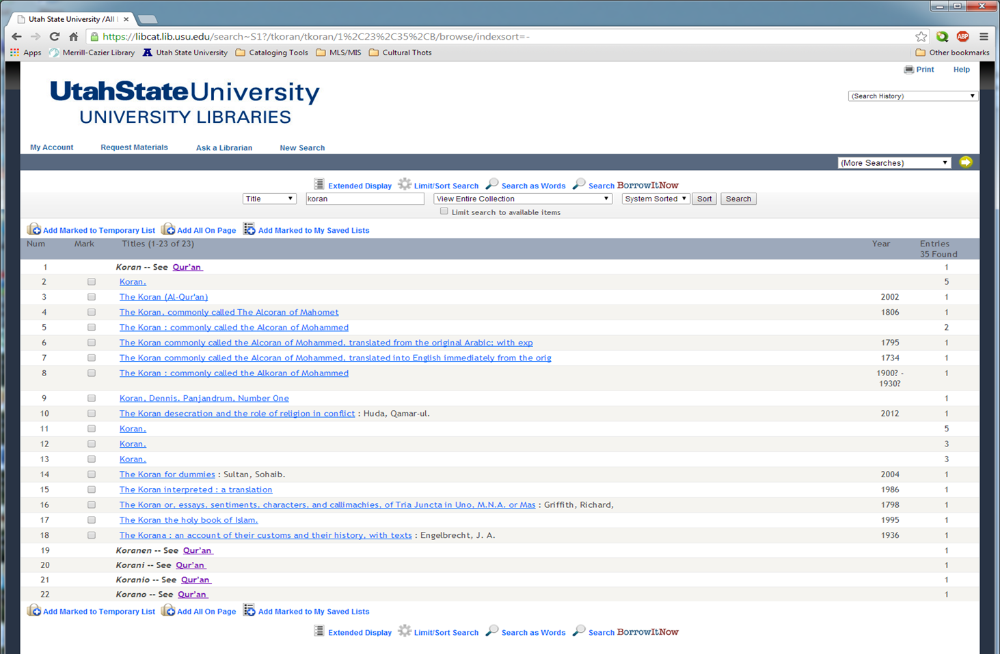 Utah State University /All
https://libcat.lib.usu.edu/search~S1?/tkoran/tkoran/1%2C23%2C35%2CB/browse/indexsort=-
ABP
Apps Merrill-Cazier Library Utah State University Cataloging Tools MLS/MIS Cultural Thots Other bookmarks
Print Help
UtahStateUniversity
UNIVERSITY LIBRARIES
(Search History)
My Account Request Materials Ask a Librarian New Search
(More Searches)
Extended Display Limit/Sort Search Search as Words Search BorrowItNow
Title koran View Entire Collection System Sorted Sort Search
Limit search to available items
Add Marked to Temporary List Add All On Page Add Marked to My Saved Lists
Num Mark Titles (1-23 of 23) Year Entries
35 Found
1 Koran -- See Qur'an 1
2 Koran. 5
3 The Koran (Al-Qur'an) 2002 1
4 The Koran, commonly called The Alcoran of Mahomet 1806 1
5 The Koran : commonly called the Alcoran of Mohammed 2
6 The Koran commonly called the Alcoran of Mohammed, translated from the original Arabic; with exp 1795 1
7 The Koran commonly called the Alcoran of Mohammed, translated into English immediately from the orig 1734 1
8 The Koran : commonly called the Alkoran of Mohammed 1900? - 1
1930?
9 Koran, Dennis. Panjandrum, Number One 1
10 The Koran desecration and the role of religion in conflict : Huda, Qamar-ul. 2012 1
11 Koran. 5
12 Koran. 3
13 Koran. 3
14 The Koran for dummies : Sultan, Sohaib. 2004 1
15 The Koran interpreted : a translation 1986 1
16 The Koran or, essays, sentiments, characters, and callimachies, of Tria Juncta in Uno, M.N.A. or Mas : Griffith, Richard, 1798 1
17 The Koran the holy book of Islam. 1995 1
18 The Korana : an account of their customs and their history, with texts : Engelbrecht, J. A. 1936 1
19 Koranen -- See Qur'an 1
20 Korani -- See Qur'an 1
21 Koranio -- See Qur'an 1
22 Korano -- See Qur'an 1
Add Marked to Temporary List Add All On Page Add Marked to My Saved Lists
Extended Display Limit/Sort Search Search as Words Search BorrowItNow